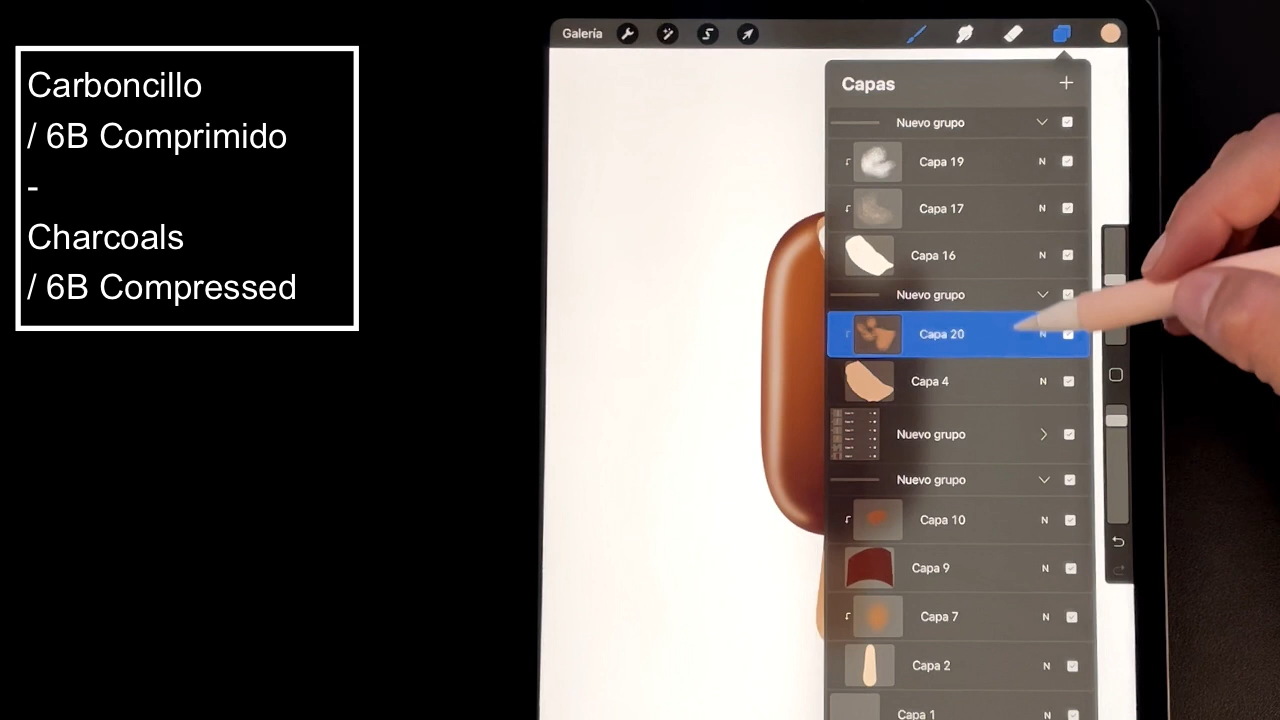 Carboncillo
/ 6B Comprimido
-
Charcoals
/ 6B Compressed
Galería
Capas
Nuevo grupo
Capa 19 N
Capa 17 N
Capa 16 N
Nuevo grupo
Capa 20 N
Capa 4 N
Nuevo grupo
Nuevo grupo
Capa 10 N
Capa 9 N
Capa 7 N
Capa 2 N
Capa 1 N